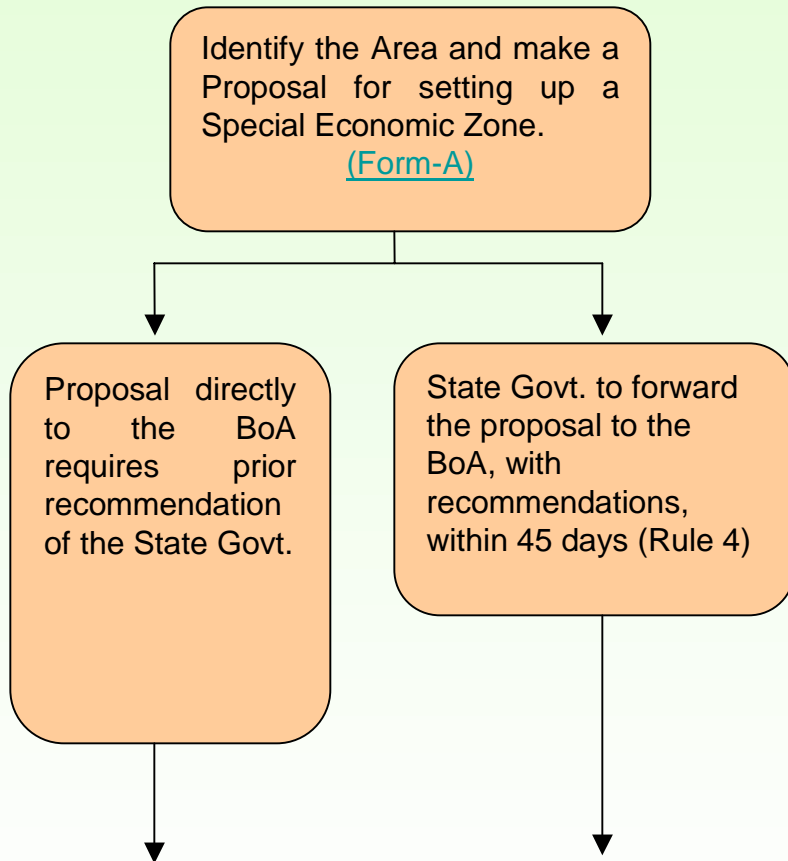 Identify the Area and make a
Proposal for setting up a
Special Economic Zone.
(Form-A)
Proposal directly
to the BoA
requires prior
recommendation
of the State Govt.
State Govt. to forward
the proposal to the
BoA, with
recommendations,
within 45 days (Rule 4)